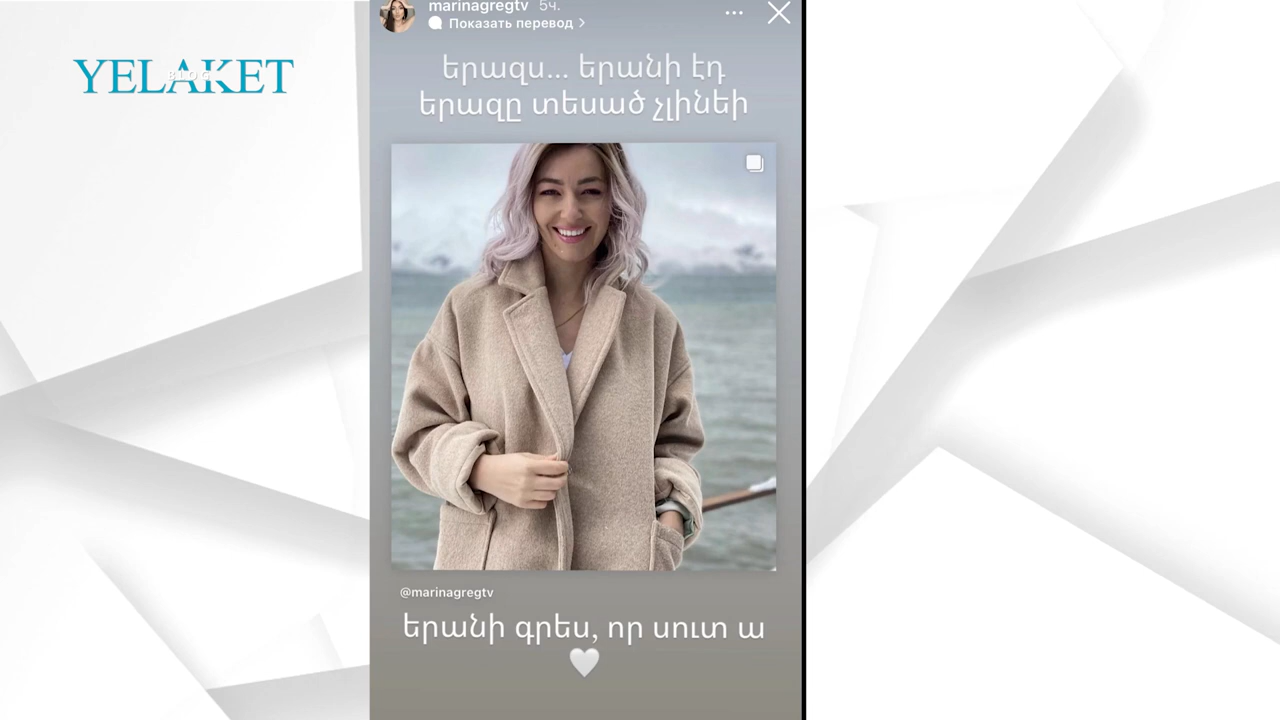 YELAKET
BLOG
marinagregtv 5ч.
Показать перевод
երազս... երանի էդ
երազը տեսած չլինեի
@marinagregtv
երանի գրես, որ սուտ ա